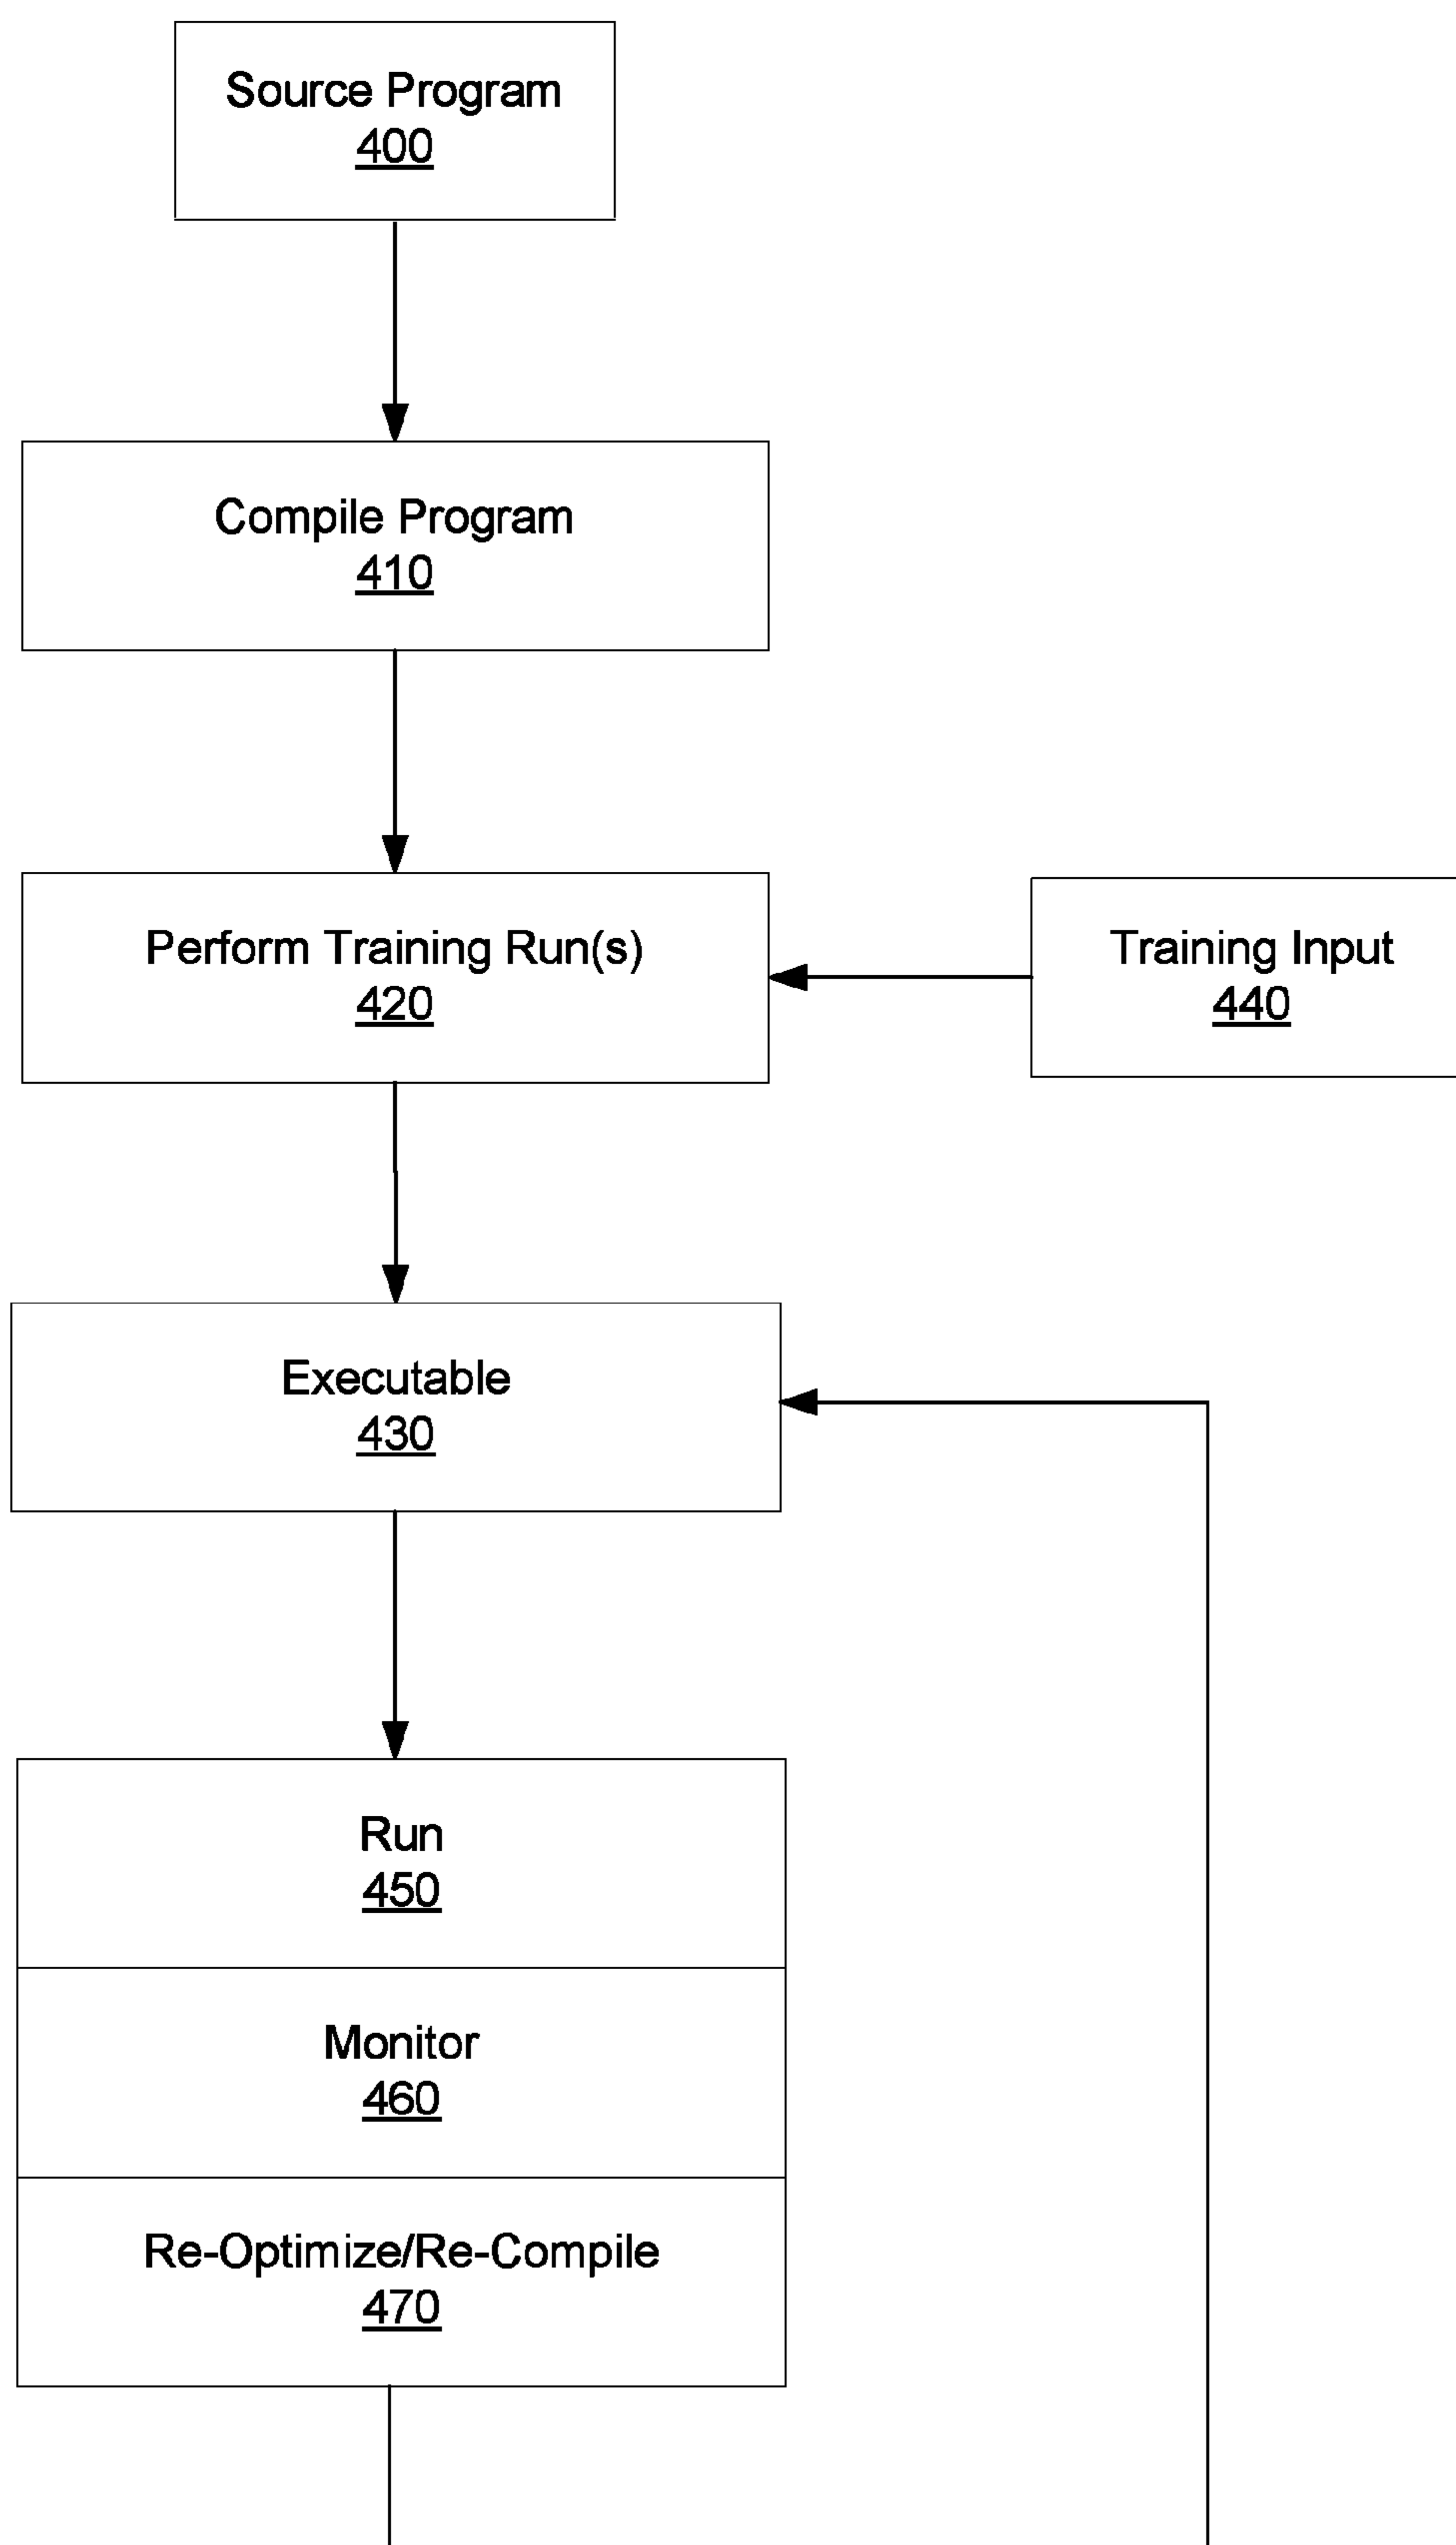 Source Program
400
Compile Program
410
Perform Training Run(s)
420
Training Input
440
Executable
430
Run
450
Monitor
460
Re-Optimize/Re-Compile
470